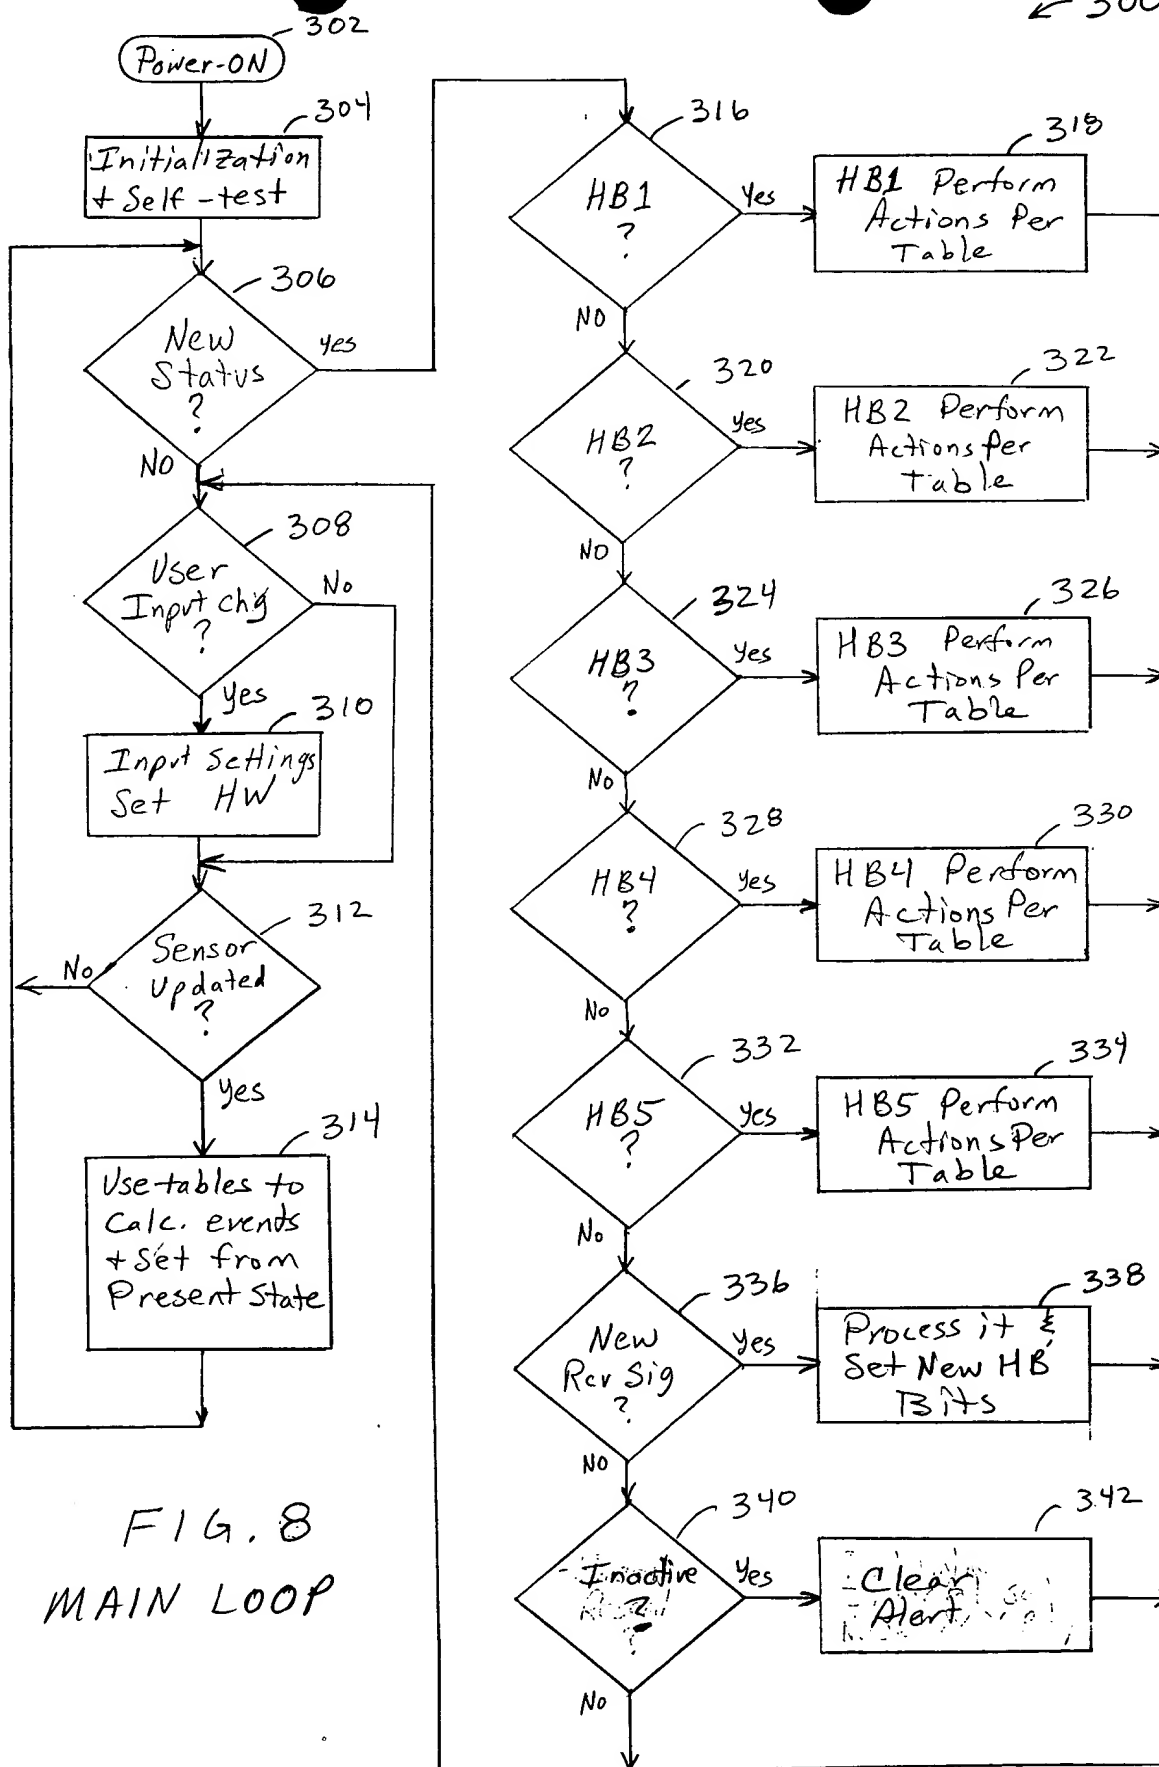 300
302
Power-ON
304
Initialization
+ Self-test
306
New
Status
?
yes
NO
308
User
Input chg
?
No
yes
310
Input Settings
Set HW
312
Sensor
Updated
?
No
yes
314
Use tables to
Calc. events
+ Set from
Present State
FIG. 8
MAIN LOOP
316
HB1
?
Yes
NO
318
HB1 Perform
Actions Per
Table
320
HB2
?
yes
NO
322
HB2 Perform
Actions Per
Table
324
HB3
?
yes
No
326
HB3 Perform
Actions Per
Table
328
HB4
?
yes
No
330
HB4 Perform
Actions Per
Table
332
HB5
?
yes
No
334
HB5 Perform
Actions Per
Table
336
New
Rcv Sig
?
yes
No
338
Process it &
Set New HB
Bits
340
Inactive
?
yes
No
342
Clear
Alert